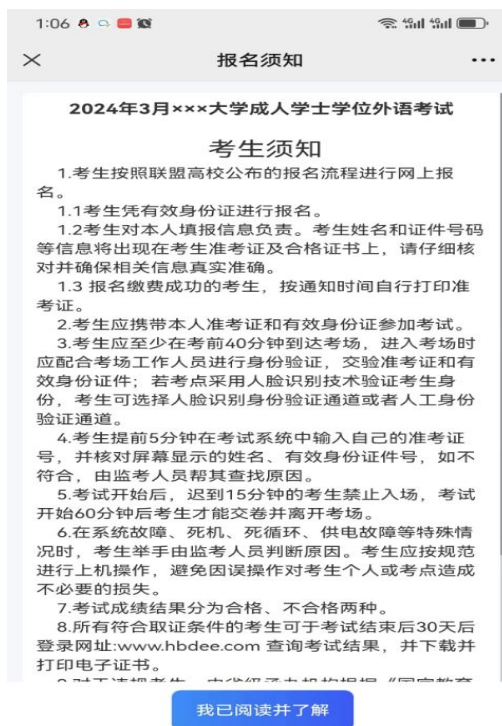 1:06
报名须知
2024年3月×××大学成人学士学位外语考试
考生须知
1.考生按照联盟高校公布的报名流程进行网上报
名。
1.1考生凭有效身份证进行报名。
1.2考生对本人填报信息负责。考生姓名和证件号码
等信息将出现在考生准考证及合格证书上，请仔细核
对并确保相关信息真实准确。
1.3 报名缴费成功的考生，按通知时间自行打印准
考证。
2.考生应携带本人准考证和有效身份证参加考试。
3.考生应至少在考前40分钟到达考场，进入考场时
应配合考场工作人员进行身份验证，交验准考证和有
效身份证件；若考点采用人脸识别技术验证考生身
份，考生可选择人脸识别身份验证通道或者人工身份
验证通道。
4.考生提前5分钟在考试系统中输入自己的准考证
号，并核对屏幕显示的姓名、有效身份证件号，如不
符合，由监考人员帮其查找原因。
5.考试开始后，迟到15分钟的考生禁止入场，考试
开始60分钟后考生才能交卷并离开考场。
6.在系统故障、死机、死循环、供电故障等特殊情
况时，考生举手由监考人员判断原因。考生应按规范
进行上机操作，避免因误操作对考生个人或考点造成
不必要的损失。
7.考试成绩结果分为合格、不合格两种。
8.所有符合取证条件的考生可于考试结束后30天后
登录网址:www.hbdee.com 查询考试结果，并下载并
打印电子证书。
我已阅读并了解